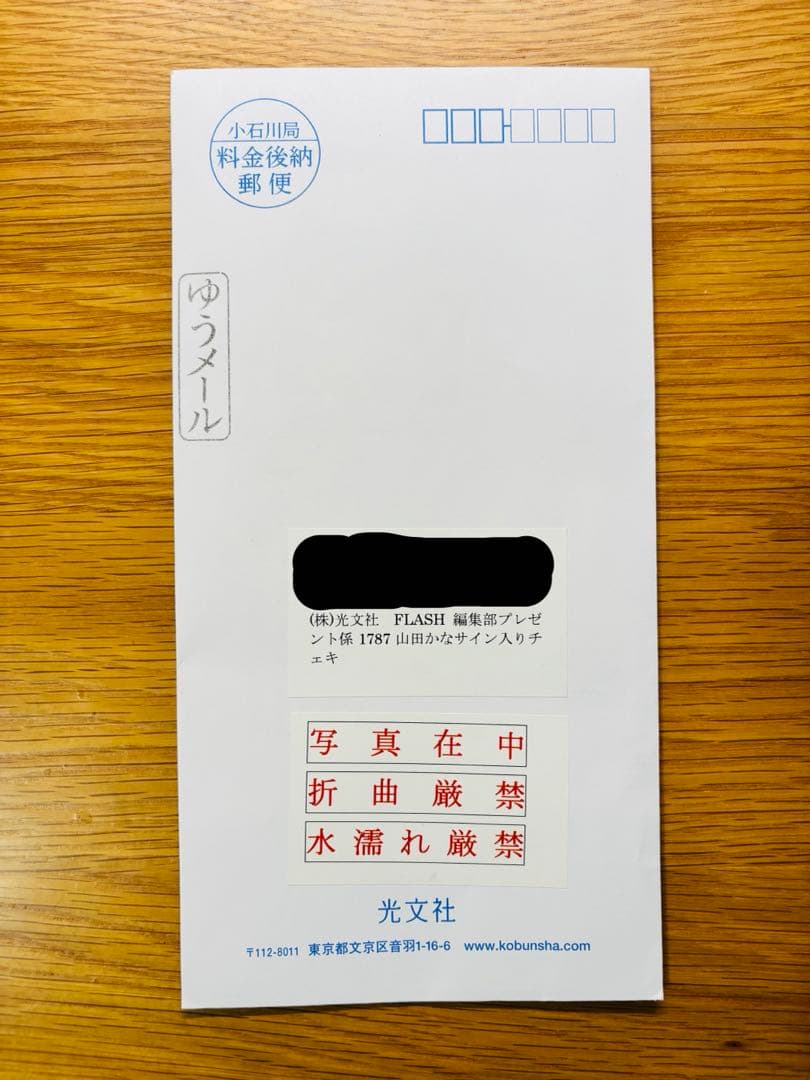 小石川局
料金後納
郵便
ゆうメール
(株)光文社　FLASH 編集部プレゼ
ント係 1787 山田かなサイン入りチ
ェキ
写真在中
折曲厳禁
水濡れ厳禁
光文社
〒112-8011 東京都文京区音羽1-16-6 www.kobunsha.com